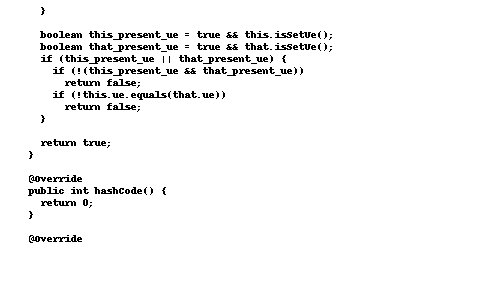 }
boolean this_present_ue = true && this.isSetUe();
boolean that_present_ue = true && that.isSetUe();
if (this_present_ue || that_present_ue) {
if (!(this_present_ue && that_present_ue))
return false;
if (!this.ue.equals(that.ue))
return false;
}
return true;
}
@Override
public int hashCode() {
return 0;
}
@Override